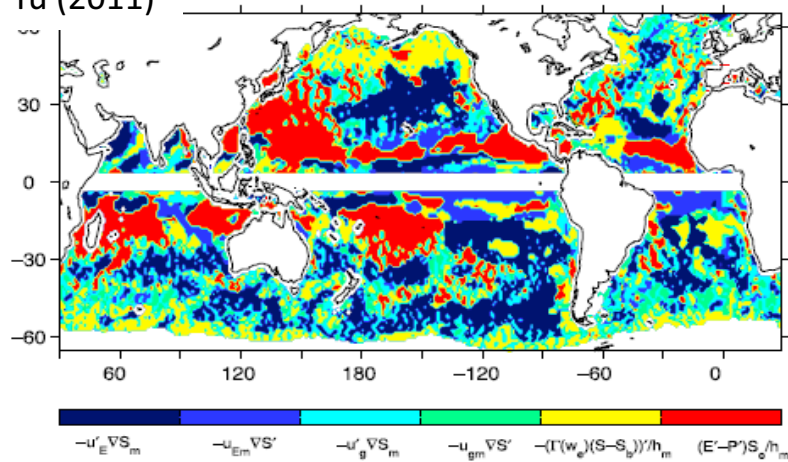 Yu (2011)
30
0
−30
−60
60 120 180 −120 −60 0
−u′E∇Sm −uEm∇S′ −u′g∇Sm −ugm∇S′ −(Γ(we)(S−Sb))′/hm (E′−P′)So/hm